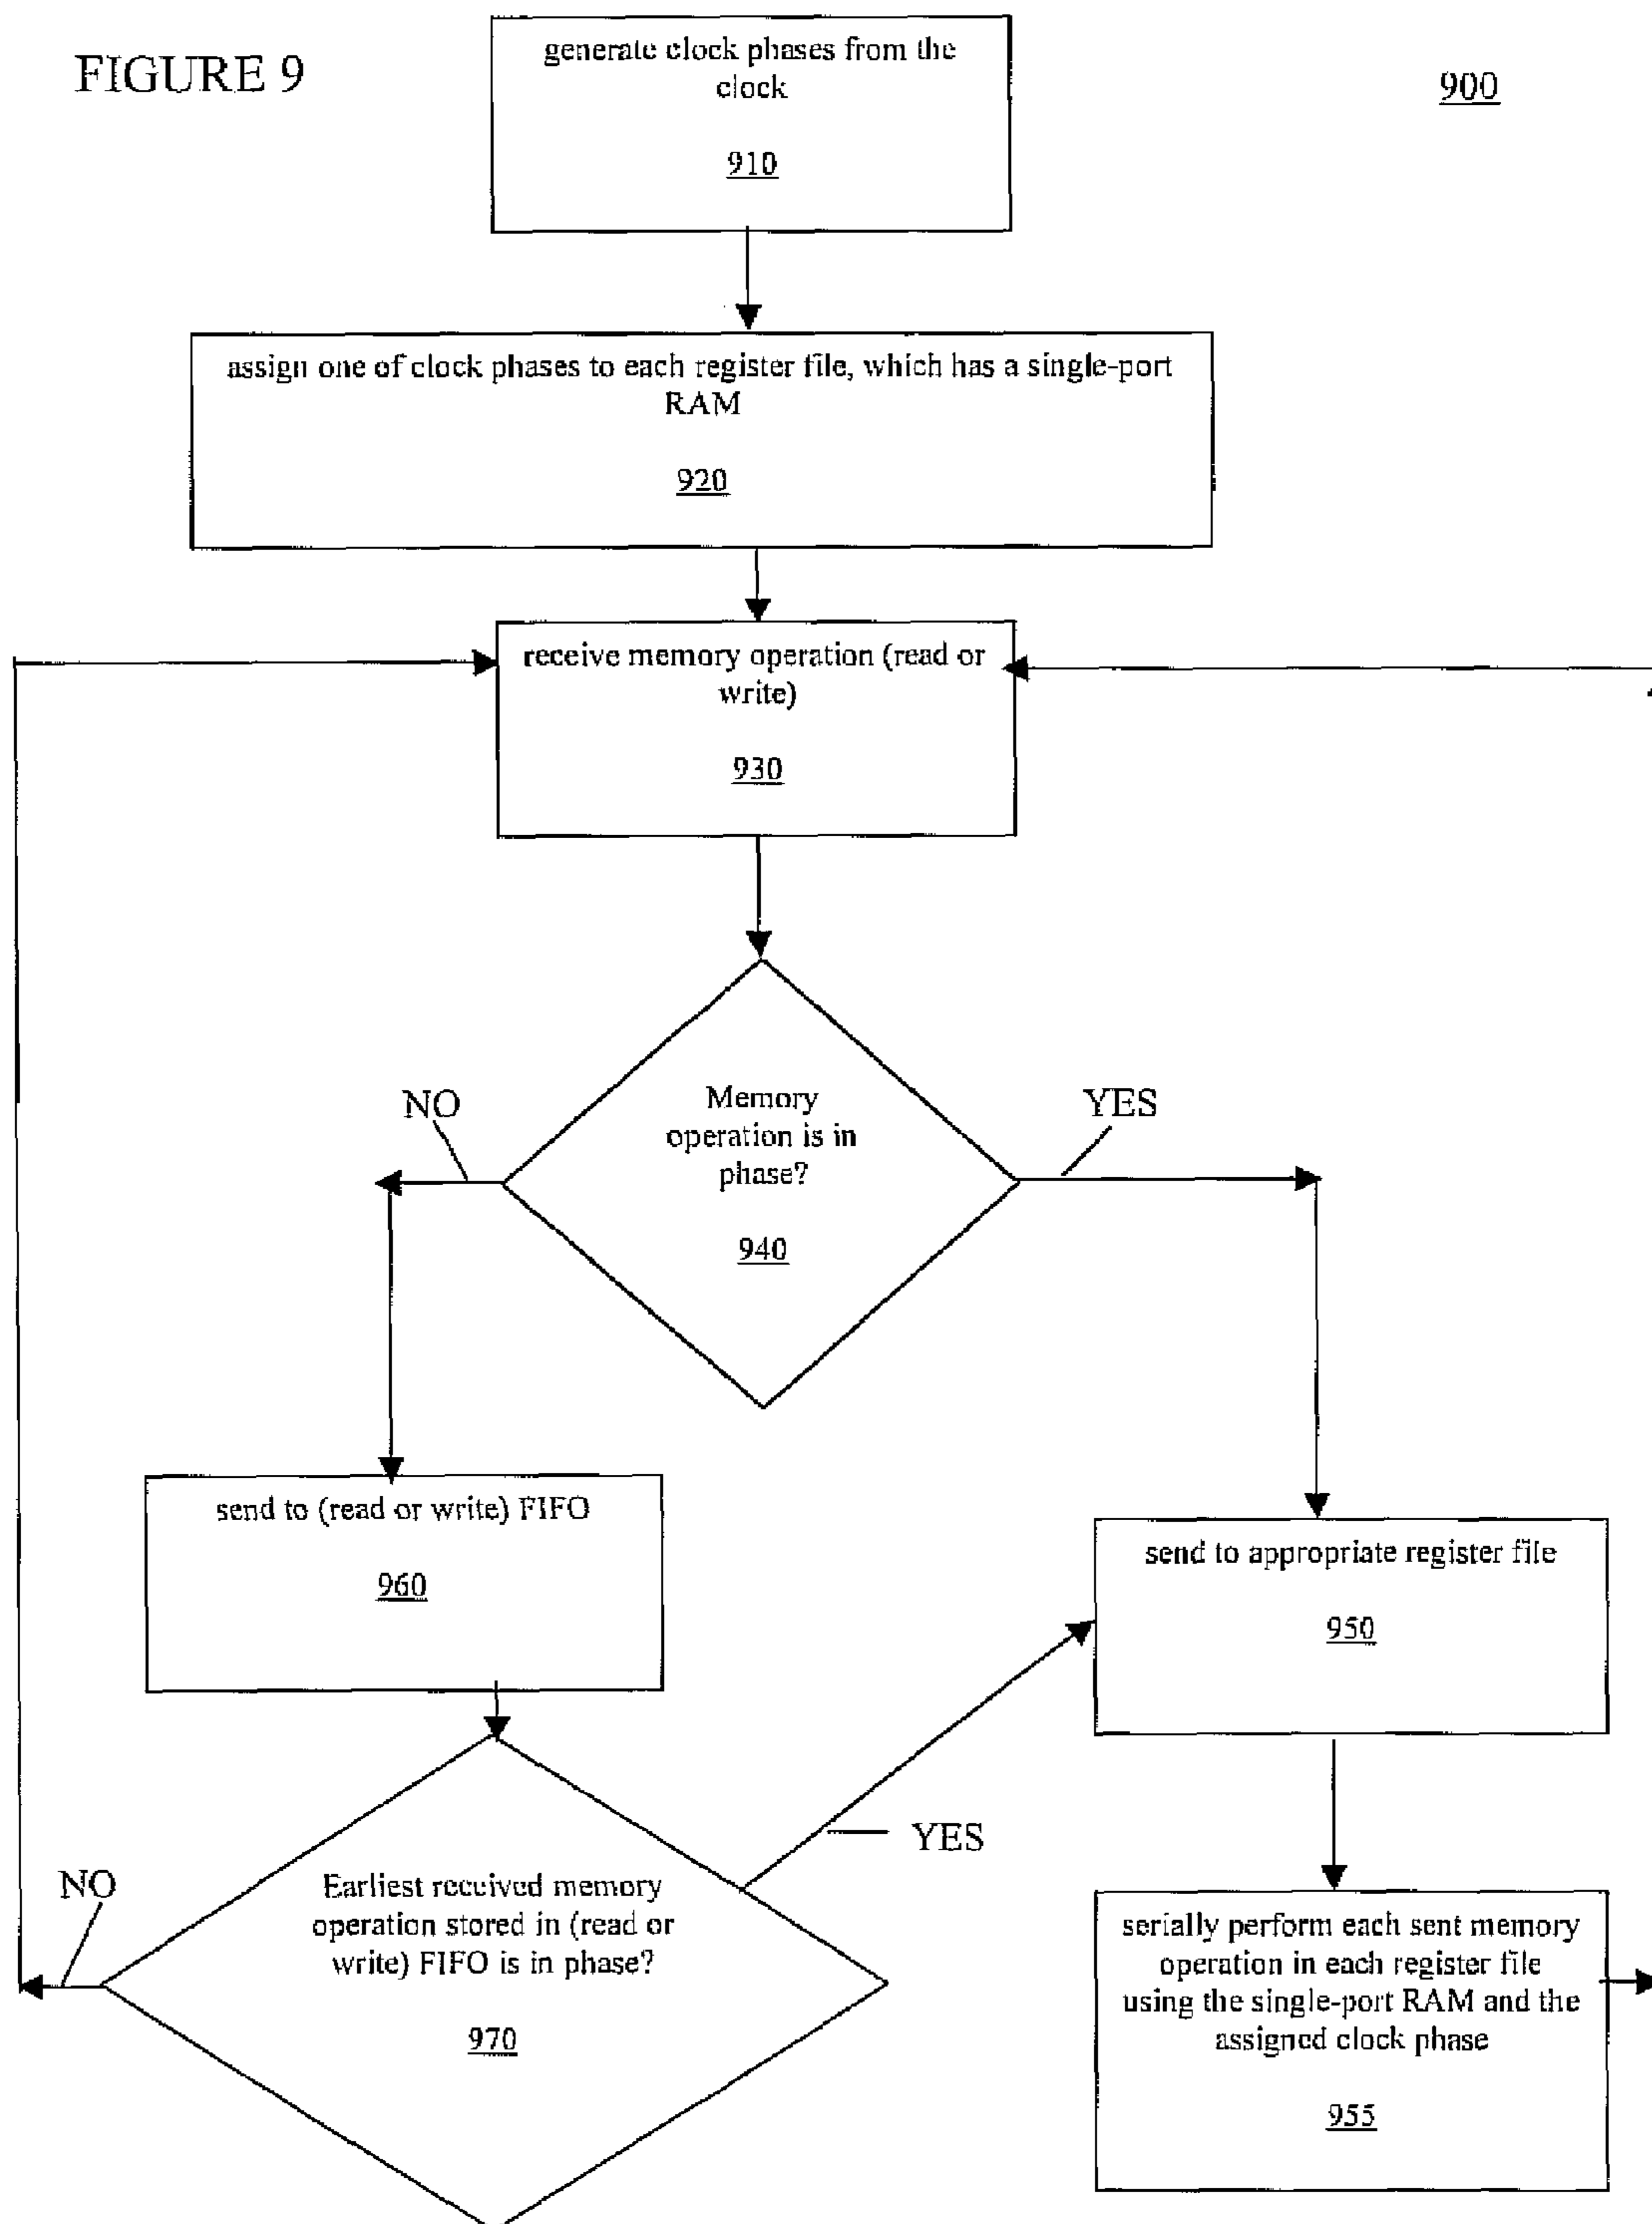 FIGURE 9
900
generate clock phases from the
clock
910
assign one of clock phases to each register file, which has a single-port
RAM
920
receive memory operation (read or
write)
930
Memory
operation is in
phase?
940
NO
YES
send to (read or write) FIFO
960
send to appropriate register file
950
Earliest received memory
operation stored in (read or
write) FIFO is in phase?
970
NO
YES
serially perform each sent memory
operation in each register file
using the single-port RAM and the
assigned clock phase
955